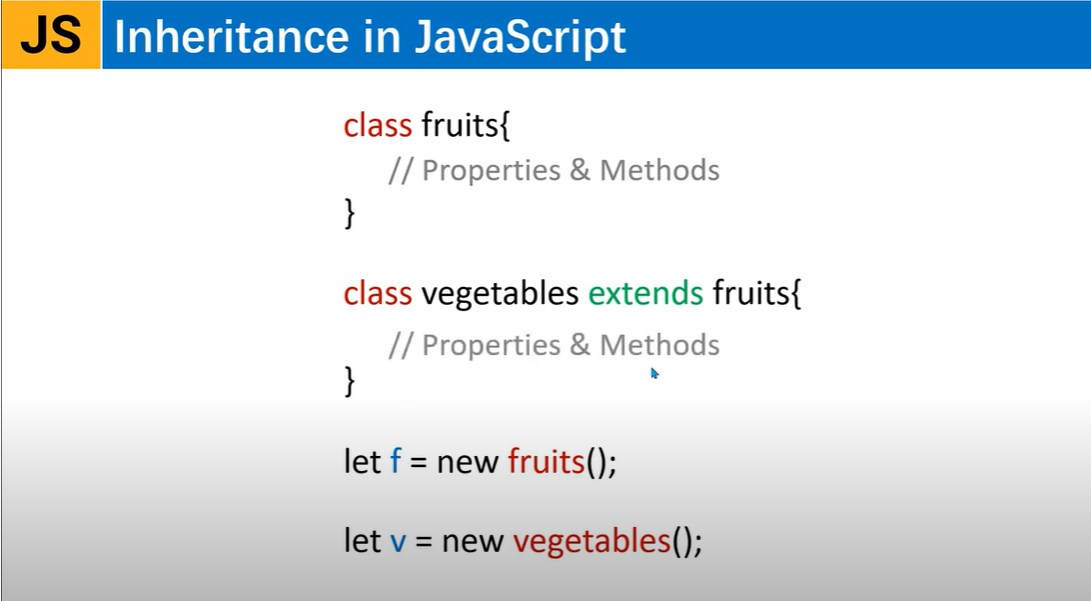 JS Inheritance in JavaScript
class fruits{
// Properties & Methods
}
class vegetables extends fruits{
// Properties & Methods
}
let f = new fruits();
let v = new vegetables();